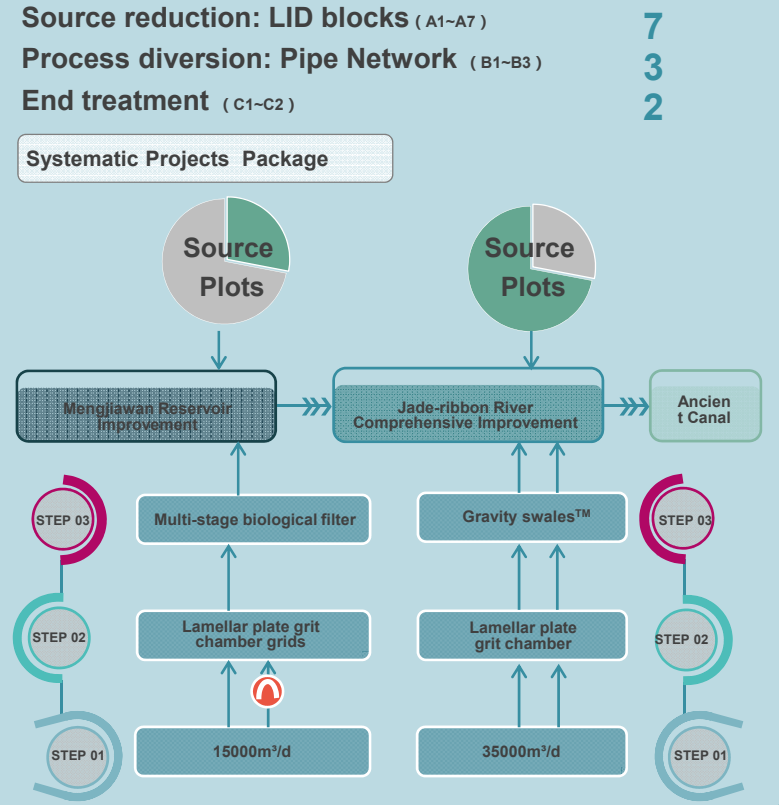 Source reduction: LID blocks ( A1~A7 ) 7
Process diversion: Pipe Network ( B1~B3 ) 3
End treatment ( C1~C2 ) 2
Systematic Projects Package
Source
Plots
Source
Plots
Mengjiawan Reservoir
Improvement
Jade-ribbon River
Comprehensive Improvement
Ancien
t Canal
STEP 03
Multi-stage biological filter
Gravity swales™
STEP 03
STEP 02
Lamellar plate grit
chamber grids
Lamellar plate
grit chamber
STEP 02
STEP 01
15000m³/d
35000m³/d
STEP 01